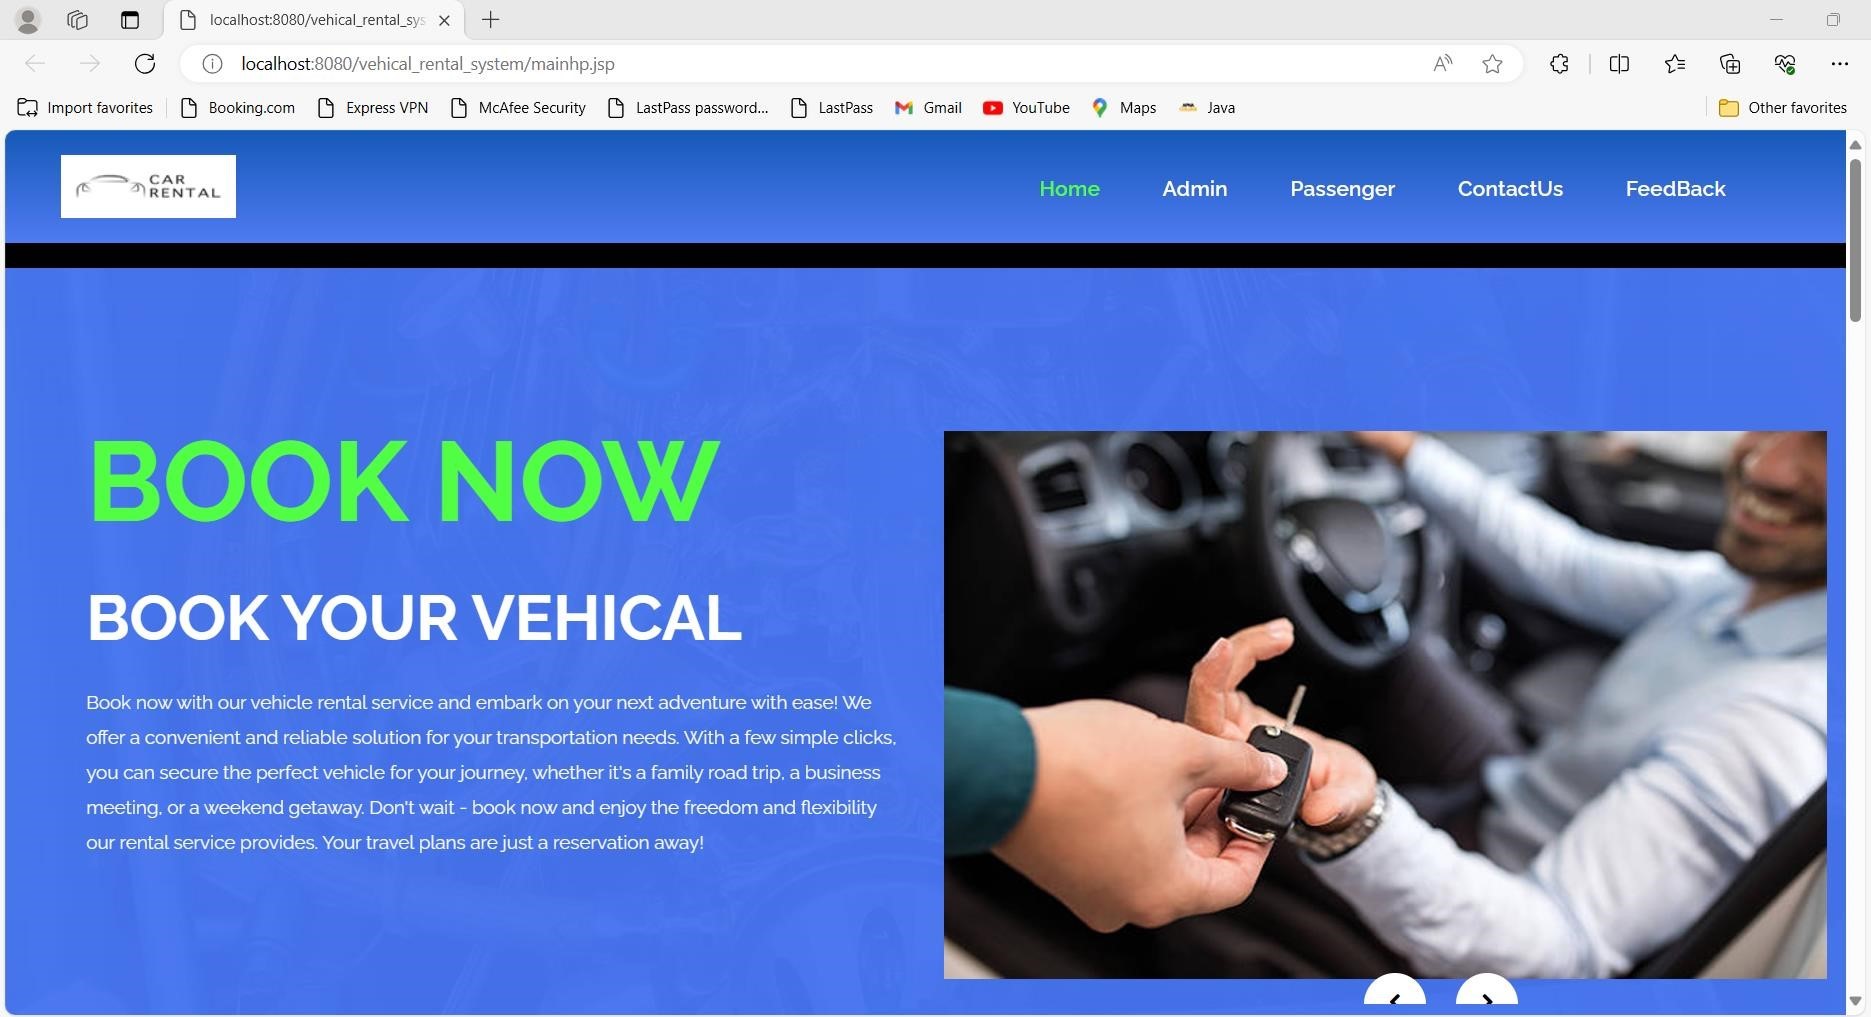 localhost:8080/vehical_rental_sys
localhost:8080/vehical_rental_system/mainhp.jsp
Import favorites Booking.com Express VPN McAfee Security LastPass password... LastPass Gmail YouTube Maps Java Other favorites
CAR
RENTAL
Home Admin Passenger ContactUs FeedBack
BOOK NOW
BOOK YOUR VEHICAL
Book now with our vehicle rental service and embark on your next adventure with ease! We
offer a convenient and reliable solution for your transportation needs. With a few simple clicks,
you can secure the perfect vehicle for your journey, whether it's a family road trip, a business
meeting, or a weekend getaway. Don't wait - book now and enjoy the freedom and flexibility
our rental service provides. Your travel plans are just a reservation away!